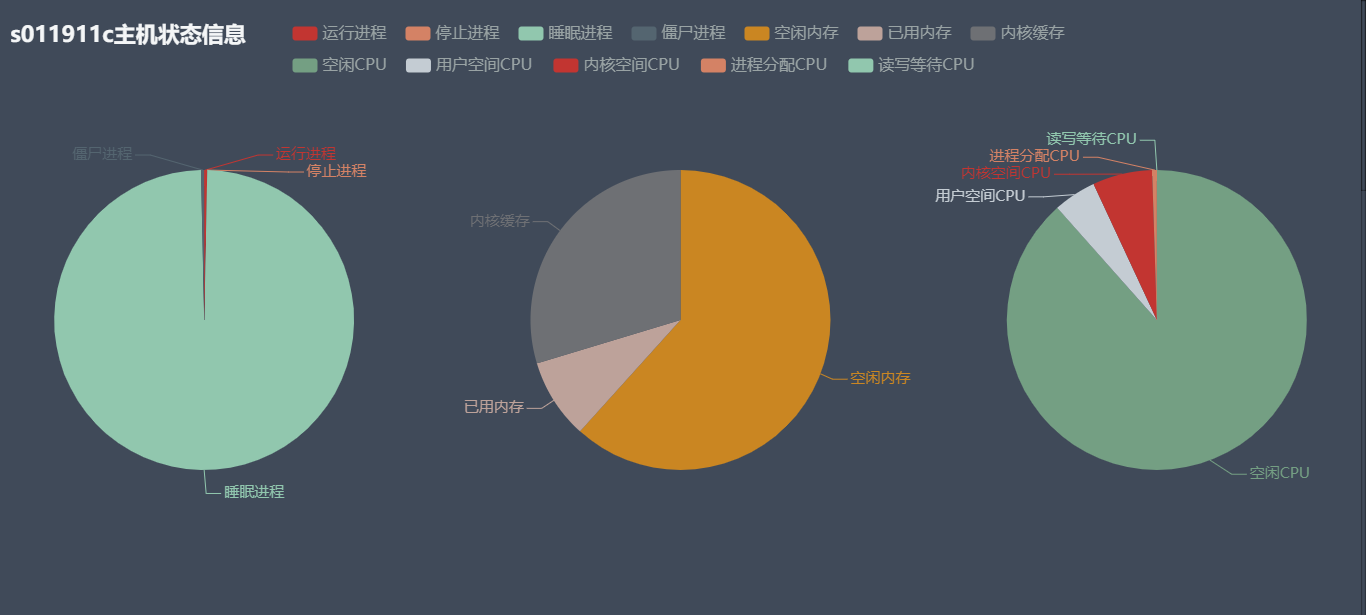 s011911c主机状态信息
运行进程 停止进程 睡眠进程 僵尸进程 空闲内存 已用内存 内核缓存
空闲CPU 用户空间CPU 内核空间CPU 进程分配CPU 读写等待CPU
僵尸进程
运行进程
停止进程
睡眠进程
内核缓存
已用内存
空闲内存
读写等待CPU
进程分配CPU
内核空间CPU
用户空间CPU
空闲CPU